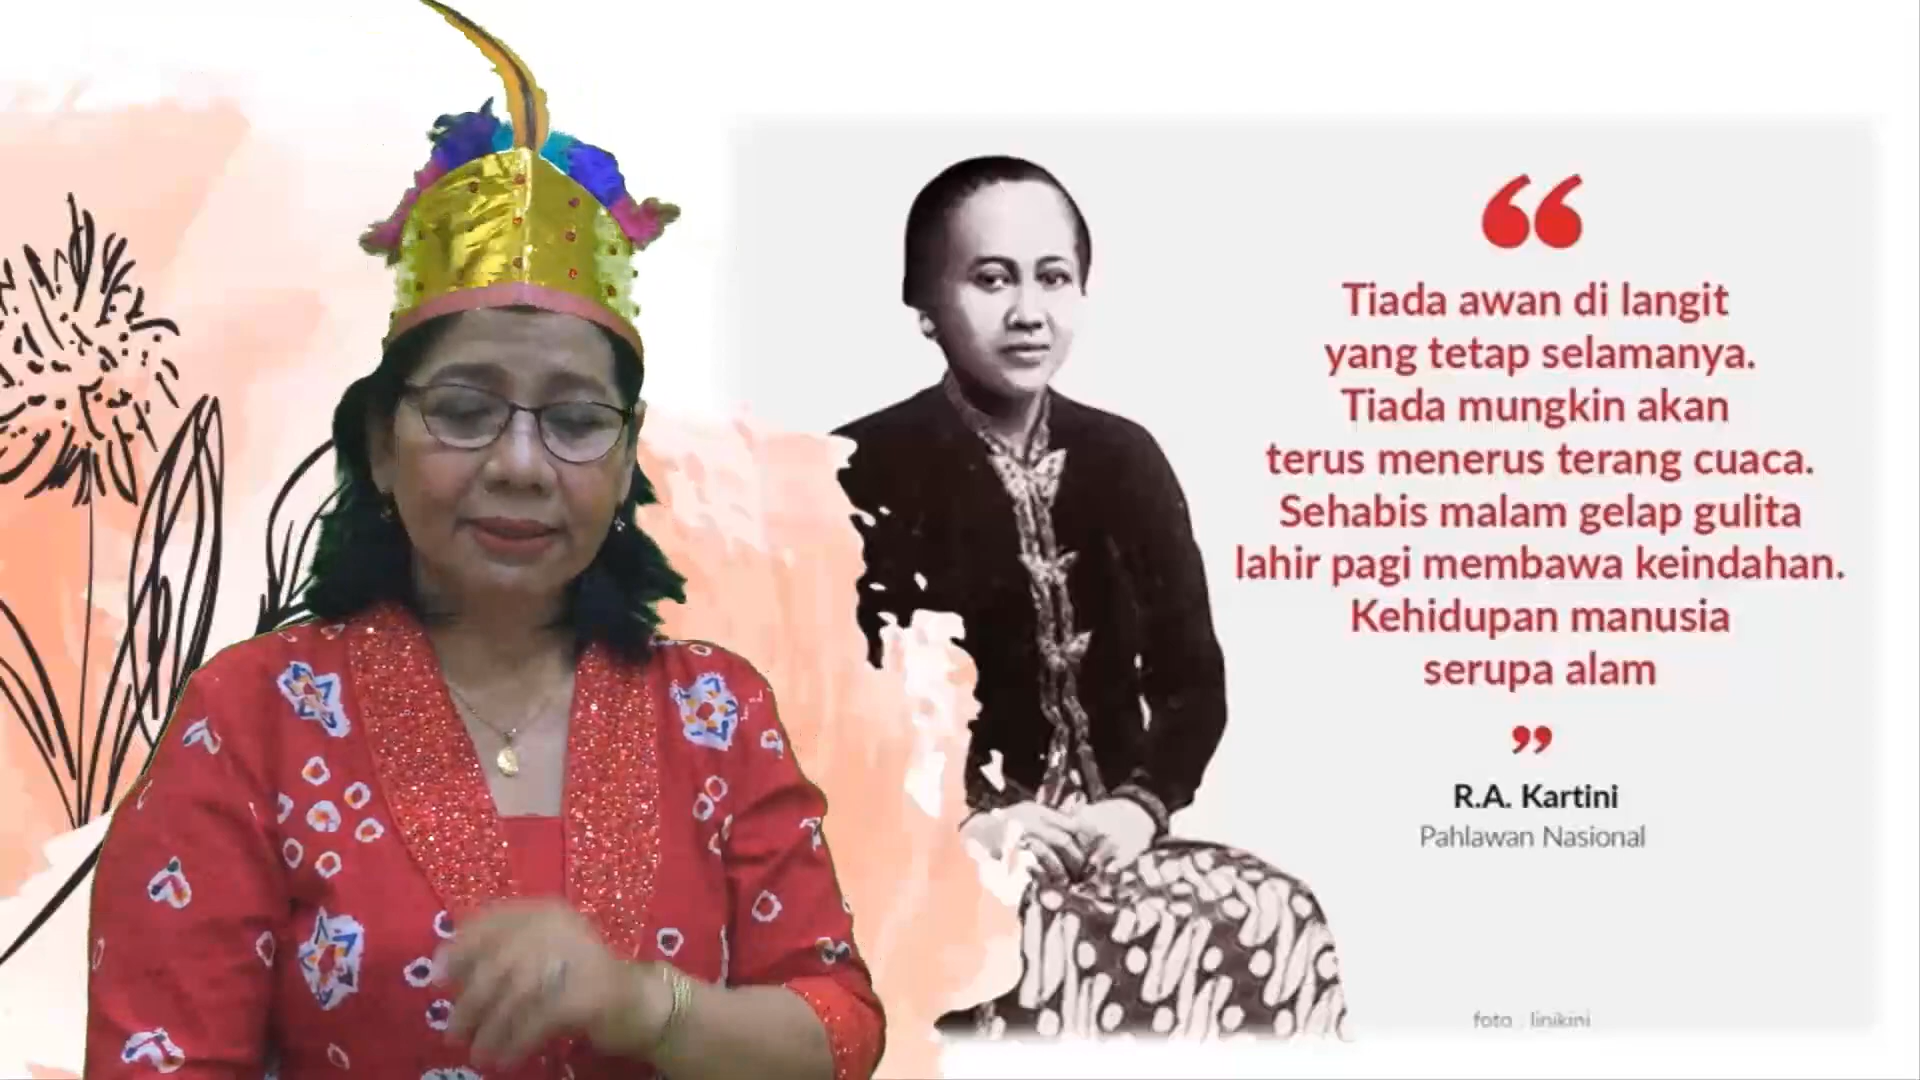 Tiada awan di langit
yang tetap selamanya.
Tiada mungkin akan
terus menerus terang cuaca.
Sehabis malam gelap gulita
lahir pagi membawa keindahan.
Kehidupan manusia
serupa alam
R.A. Kartini
Pahlawan Nasional
foto : linikini